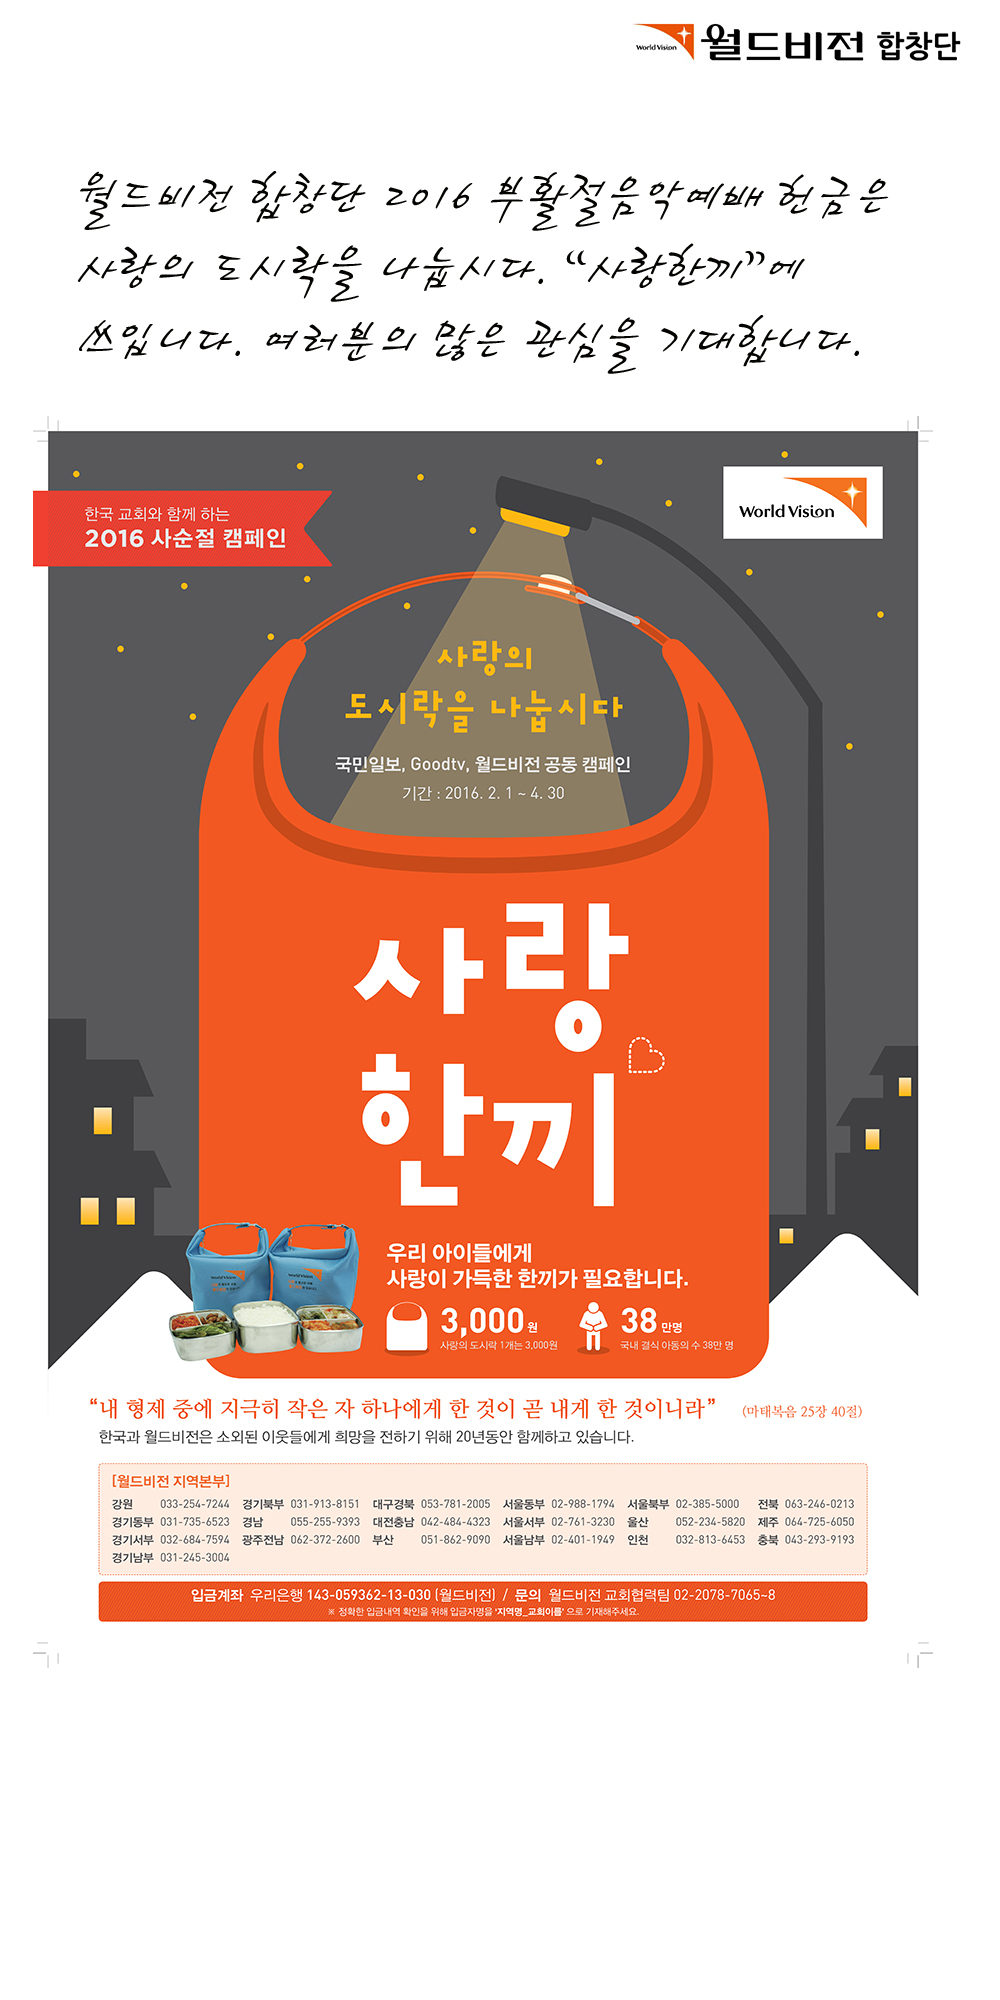 World Vision 월드비전 합창단
월드비전 합창단 2016 부활절음악예배 헌금은
사랑의 도시락을 나눕시다. “사랑한끼”에
쓰입니다. 여러분의 많은 관심을 기대합니다.
한국 교회와 함께 하는
2016 사순절 캠페인
World Vision
사랑의
도시락을 나눕시다
국민일보, Goodtv, 월드비전 공동 캠페인
기간 : 2016. 2. 1 ~ 4. 30
사랑
한끼
World Vision
World Vision
우리 아이들에게
사랑이 가득한 한끼가 필요합니다.
3,000 원
사랑의 도시락 1개는 3,000원
38 만명
국내 결식 아동의 수 38만 명
“내 형제 중에 지극히 작은 자 하나에게 한 것이 곧 내게 한 것이니라” (마태복음 25장 40절)
한국과 월드비전은 소외된 이웃들에게 희망을 전하기 위해 20년동안 함께하고 있습니다.
[월드비전 지역본부]
강원 033-254-7244 경기북부 031-913-8151 대구경북 053-781-2005 서울동부 02-988-1794 서울북부 02-385-5000 전북 063-246-0213
경기동부 031-735-6523 경남 055-255-9393 대전충남 042-484-4323 서울서부 02-761-3230 울산 052-234-5820 제주 064-725-6050
경기서부 032-684-7594 광주전남 062-372-2600 부산 051-862-9090 서울남부 02-401-1949 인천 032-813-6453 충북 043-293-9193
경기남부 031-245-3004
입금계좌 우리은행 143-059362-13-030 (월드비전) / 문의 월드비전 교회협력팀 02-2078-7065~8
※ 정확한 입금내역 확인을 위해 입금자명을 '지역명_교회이름' 으로 기재해주세요.